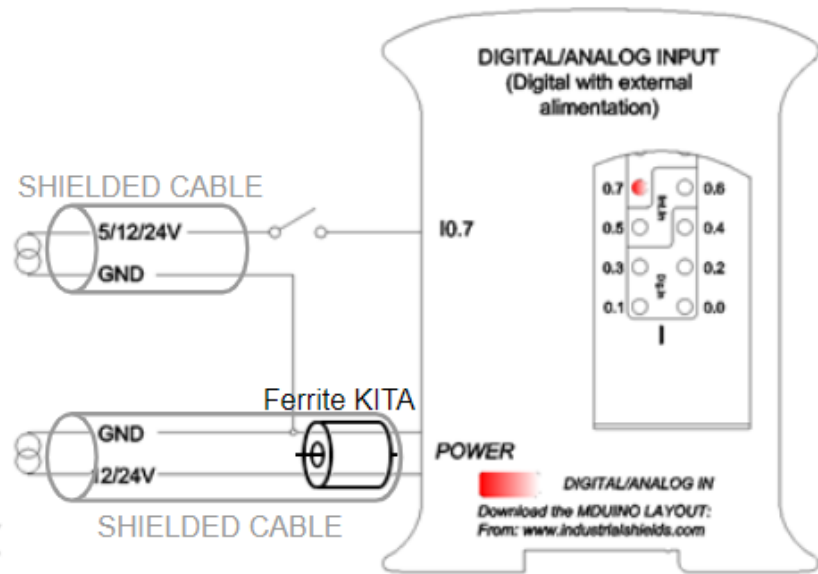 DIGITAL/ANALOG INPUT
(Digital with external
alimentation)
SHIELDED CABLE
5/12/24V
GND
I0.7
0.7
0.6
0.5
0.4
0.3
0.2
0.1
0.0
Dig.In
I
Ferrite KITA
GND
12/24V
SHIELDED CABLE
POWER
DIGITAL/ANALOG IN
Download the MDUINO LAYOUT:
From: www.industrialshields.com